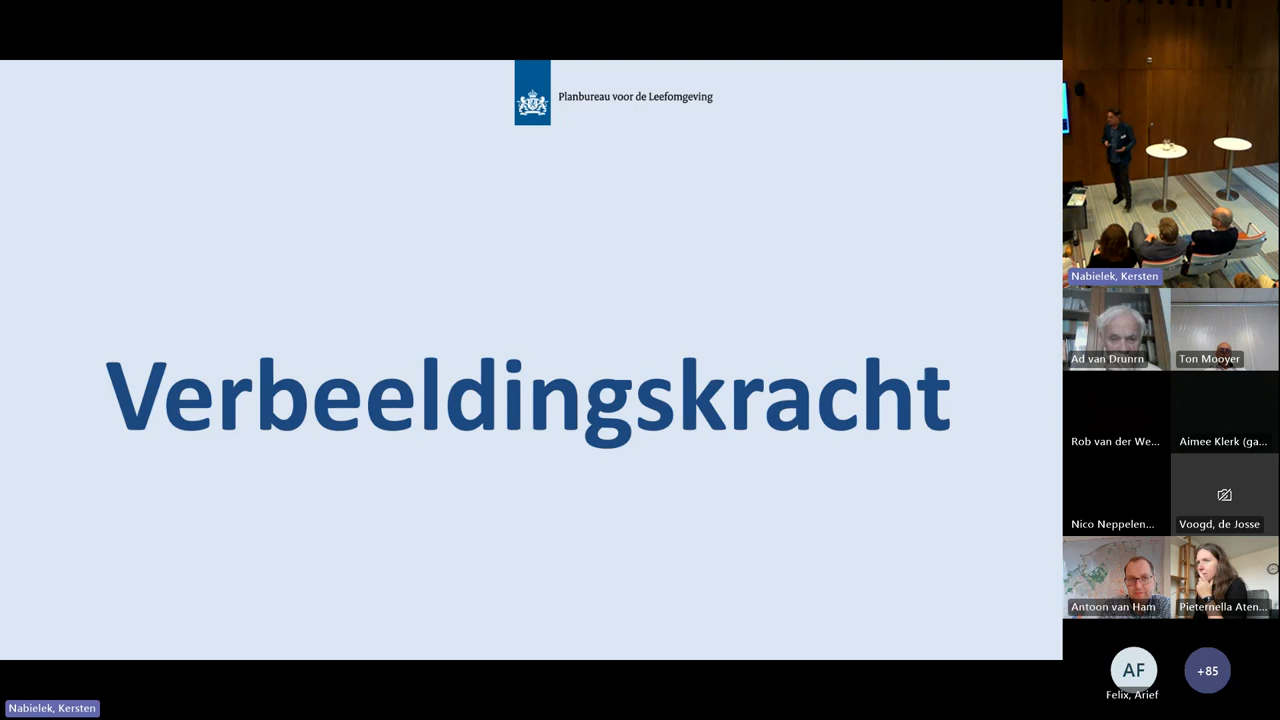 Planbureau voor de Leefomgeving
Verbeeldingskracht
Nabielek, Kersten
Ad van Drunrn
Ton Mooyer
Rob van der We...
Aimee Klerk (ga...
Nico Neppelen...
Voogd, de Josse
Antoon van Ham
Pieternella Aten...
AF
+85
Felix, Arief
Nabielek, Kersten